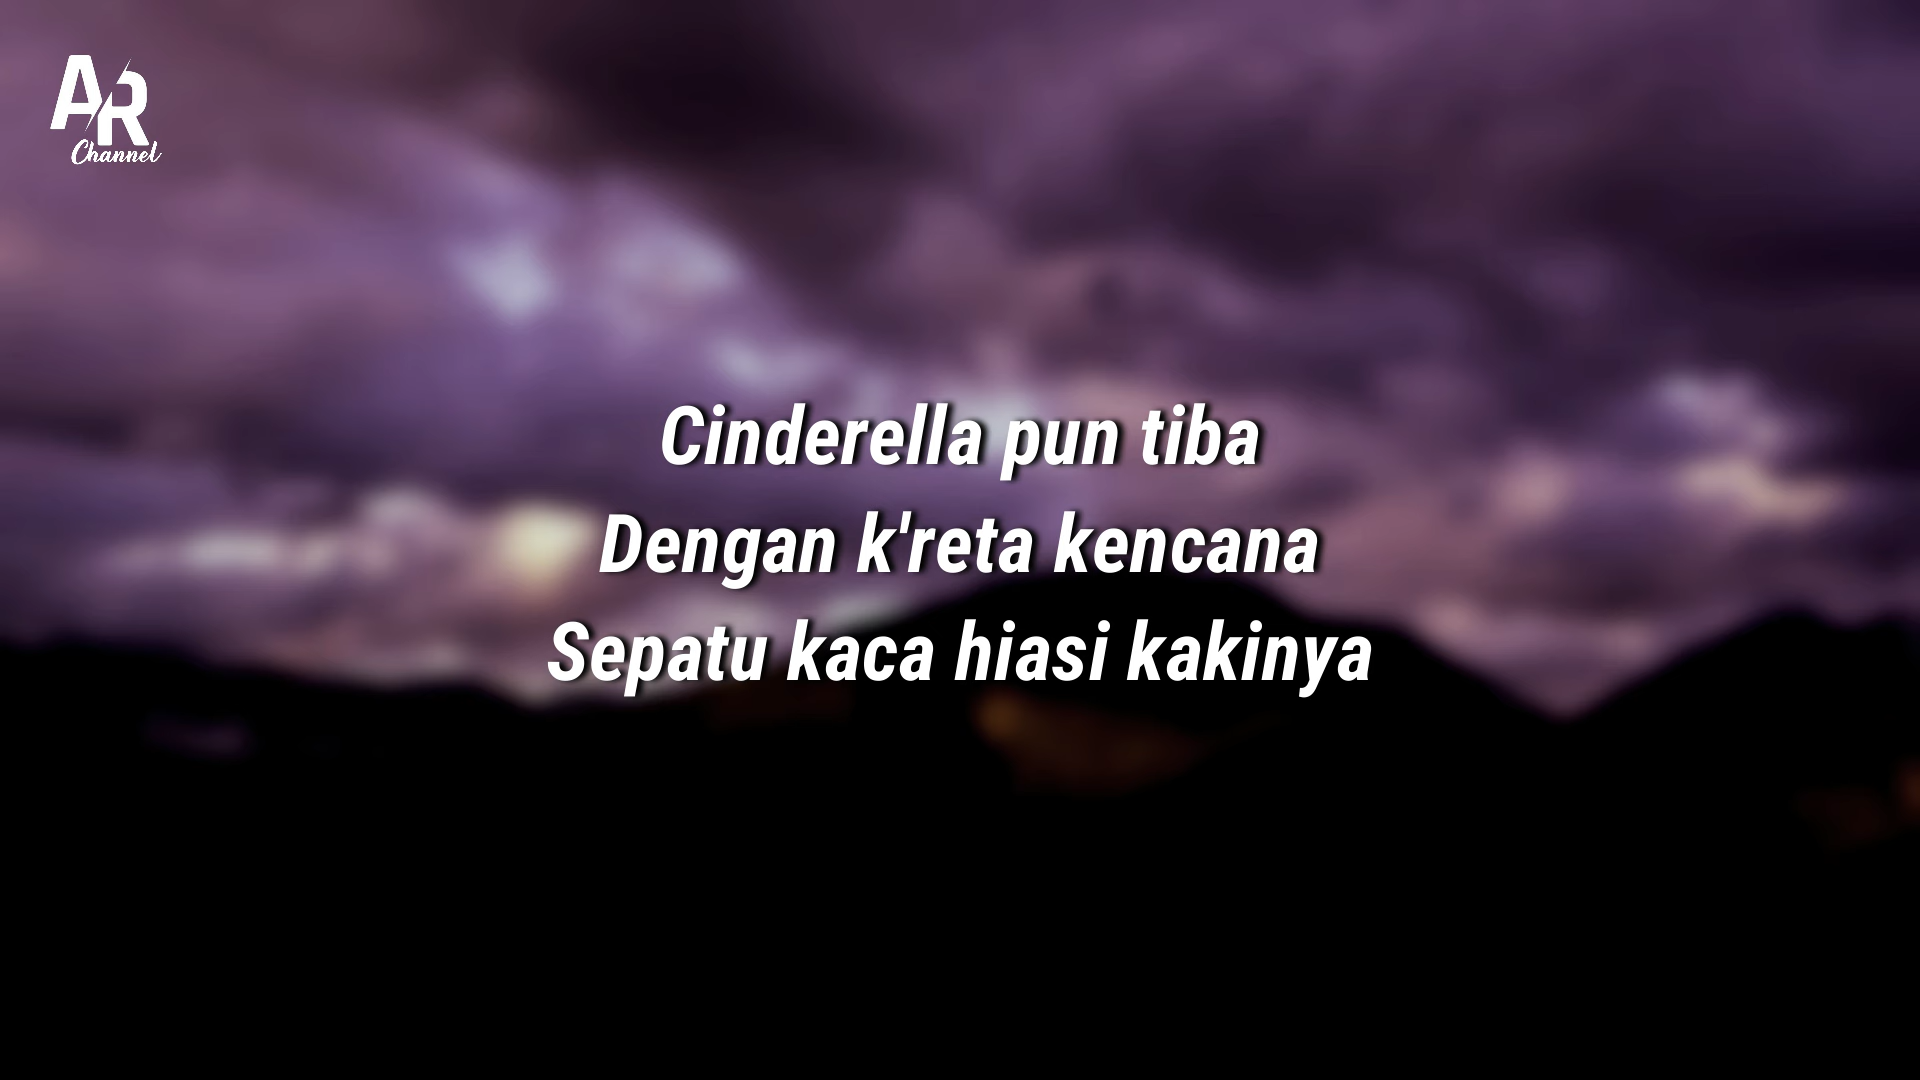 AR
Channel
Cinderella pun tiba
Dengan k'reta kencana
Sepatu kaca hiasi kakinya